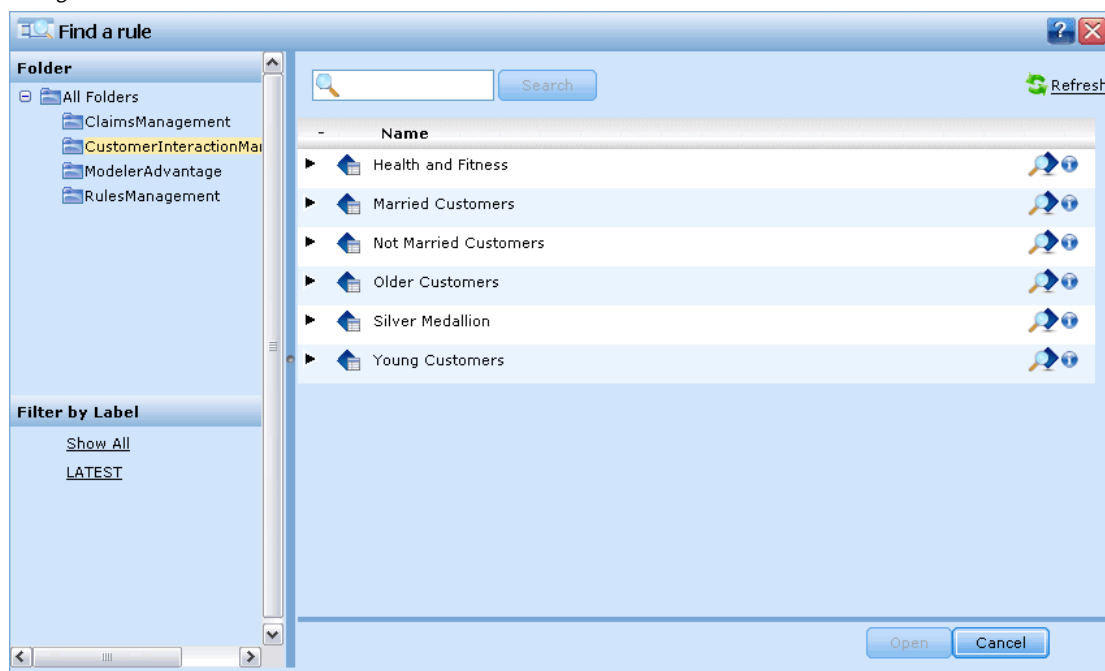 Find a rule
?
Folder
All Folders
ClaimsManagement
CustomerInteractionMa
ModelerAdvantage
RulesManagement
Filter by Label
Show All
LATEST
Search
Refresh
- Name
Health and Fitness
Married Customers
Not Married Customers
Older Customers
Silver Medallion
Young Customers
Open
Cancel